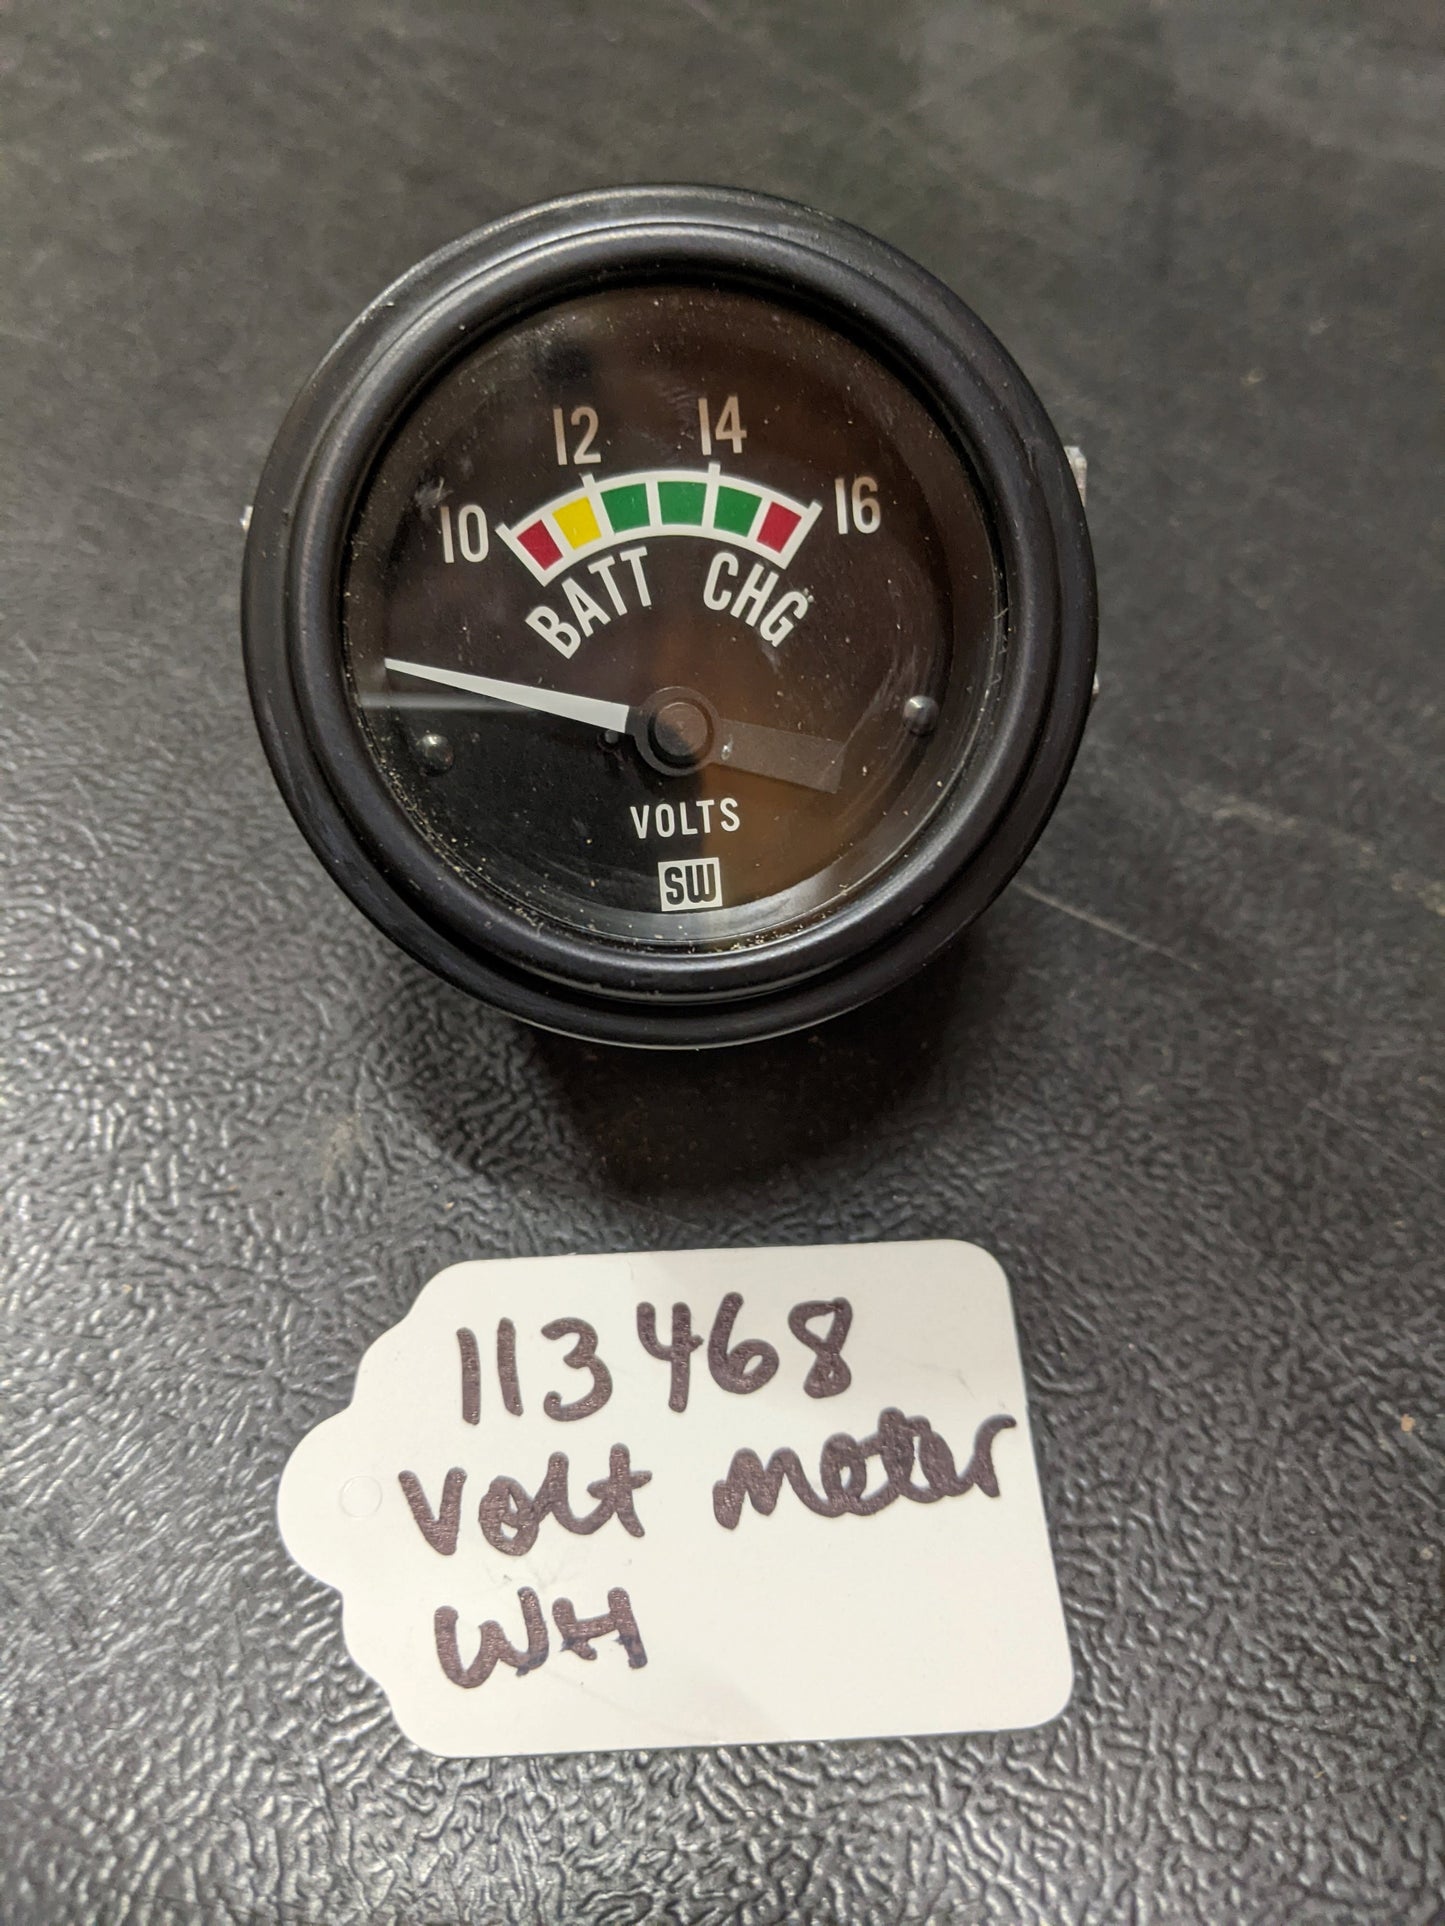 10 12 14 16
BATT CHG
VOLTS
SW
113468
Volt meter
WH